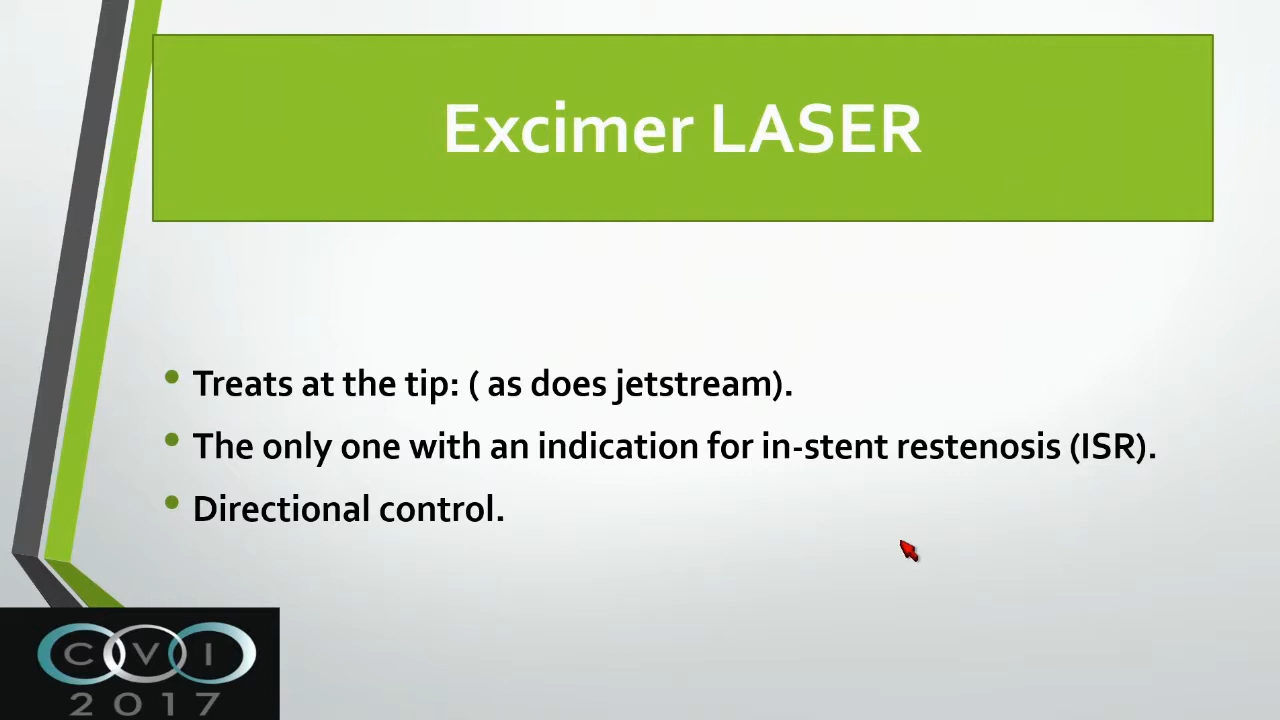 Excimer LASER
Treats at the tip: ( as does jetstream).
The only one with an indication for in-stent restenosis (ISR).
Directional control.
C V I
2017